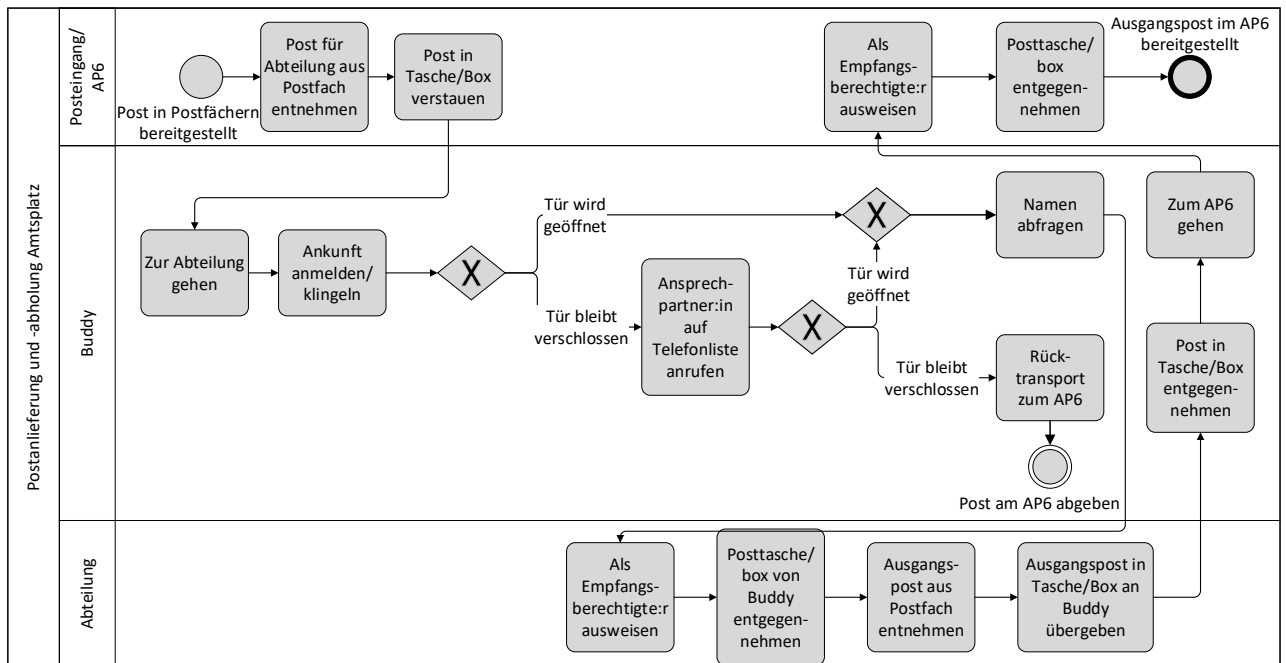 Postanlieferung und -abholung Amtsplatz
Posteingang/
AP6
Post in Postfächern
bereitgestellt
Post für
Abteilung aus
Postfach
entnehmen
Post in
Tasche/Box
verstauen
Als
Empfangs-
berechtigte:r
ausweisen
Posttasche/
box
entgegen-
nehmen
Ausgangspost im AP6
bereitgestellt
Buddy
Zur Abteilung
gehen
Ankunft
anmelden/
klingeln
X
Tür wird
geöffnet
Tür bleibt
verschlossen
Ansprech-
partner:in
auf
Telefonliste
anrufen
X
Tür wird
geöffnet
X
Tür bleibt
verschlossen
Namen
abfragen
Rück-
transport
zum AP6
Post am AP6 abgeben
Zum AP6
gehen
Post in
Tasche/Box
entgegen-
nehmen
Abteilung
Als
Empfangs-
berechtigte:r
ausweisen
Posttasche/
box von
Buddy
entgegen-
nehmen
Ausgangs-
post aus
Postfach
entnehmen
Ausgangspost in
Tasche/Box an
Buddy
übergeben